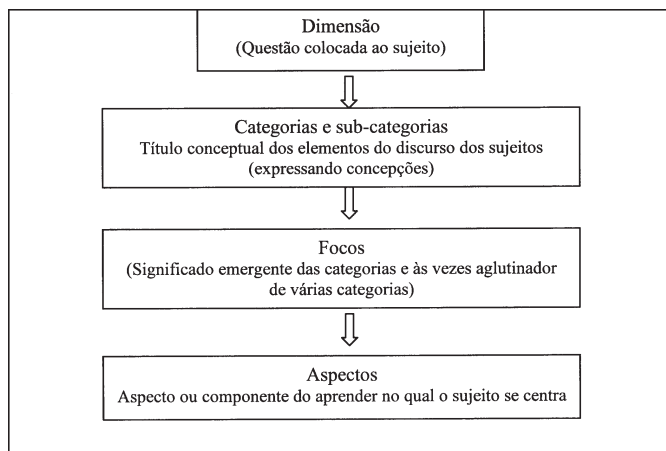 Dimensão
(Questão colocada ao sujeito)
Categorias e sub-categorias
Título conceptual dos elementos do discurso dos sujeitos
(expressando concepções)
Focos
(Significado emergente das categorias e às vezes aglutinador
de várias categorias)
Aspectos
Aspecto ou componente do aprender no qual o sujeito se centra